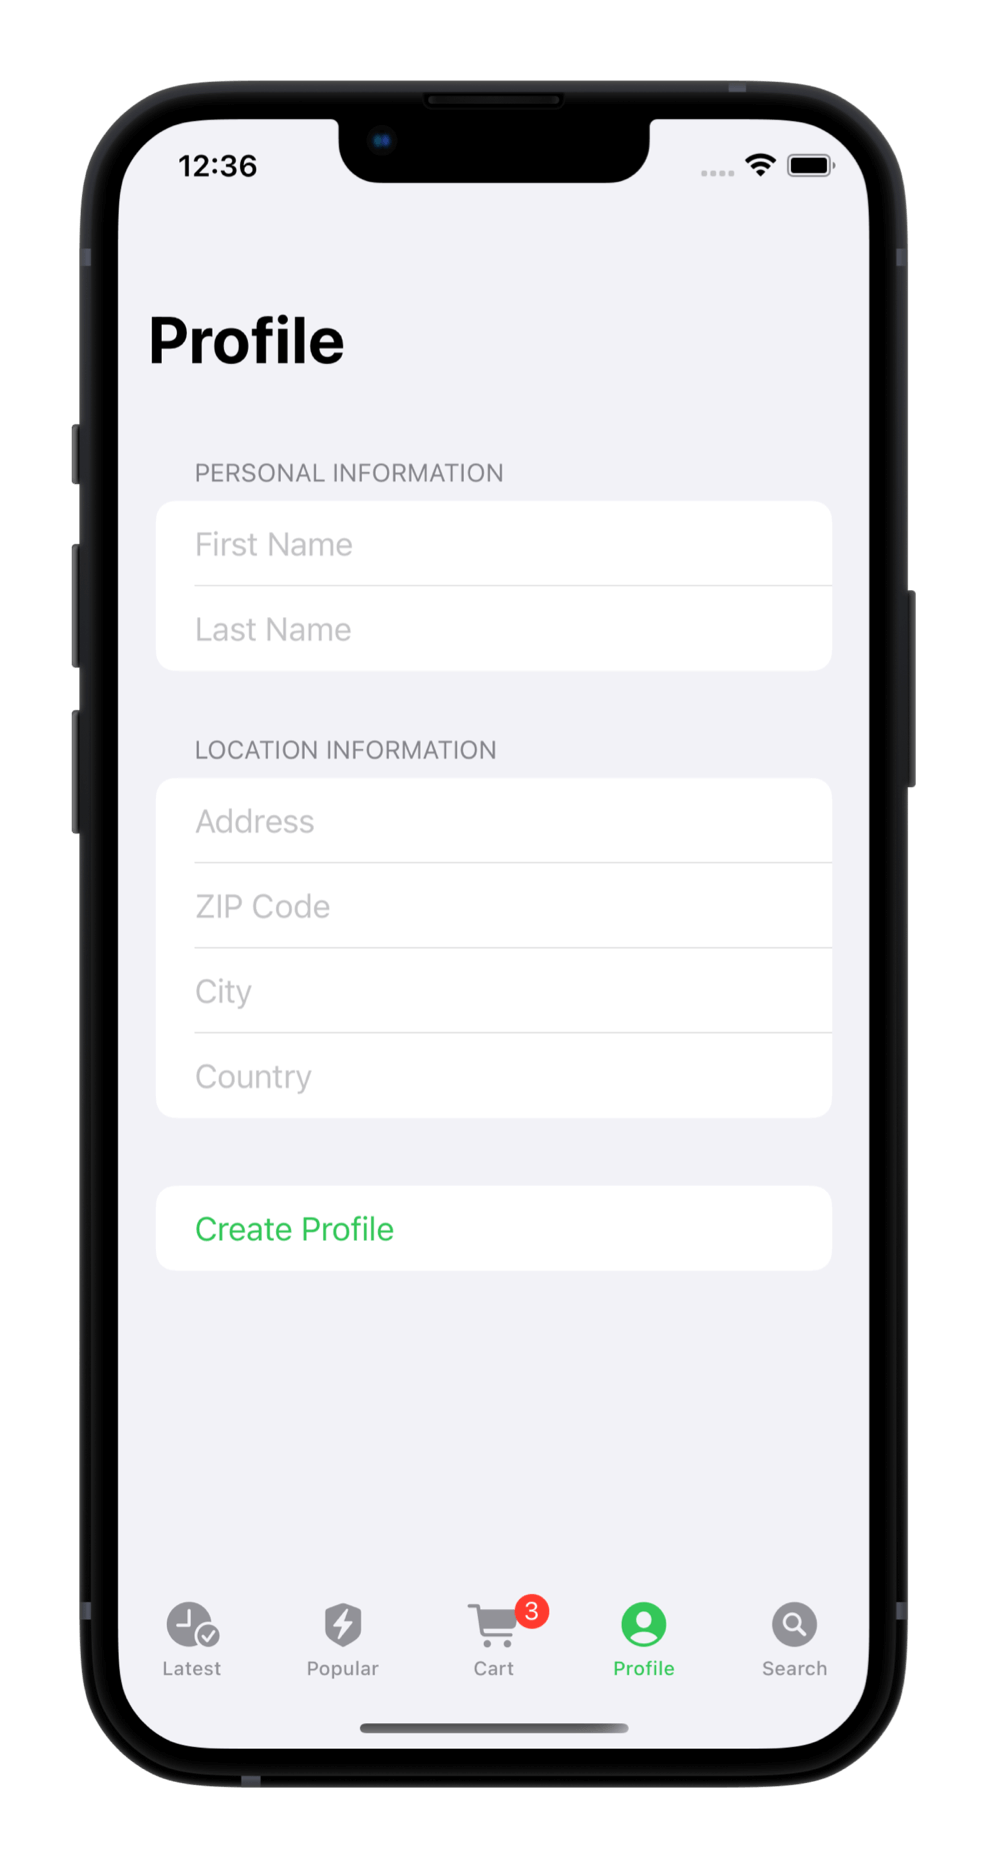 12:36
Profile
PERSONAL INFORMATION
First Name
Last Name
LOCATION INFORMATION
Address
ZIP Code
City
Country
Create Profile
3
Latest Popular Cart Profile Search